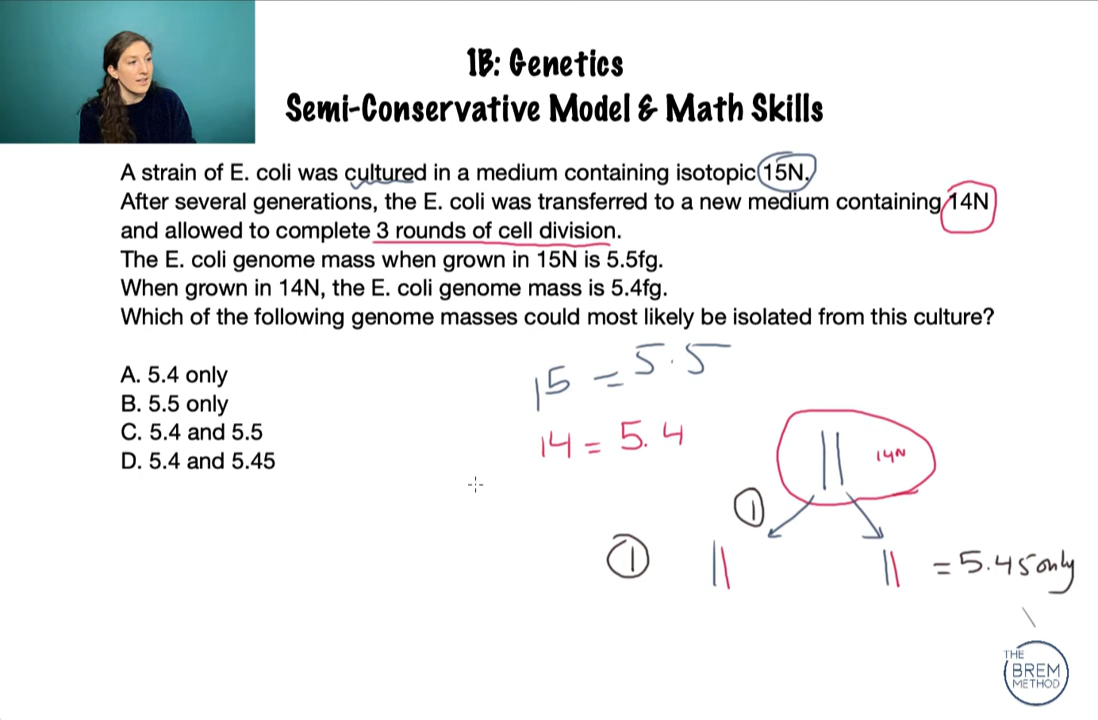 1B: Genetics
Semi-Conservative Model & Math Skills
A strain of E. coli was cultured in a medium containing isotopic 15N.
After several generations, the E. coli was transferred to a new medium containing 14N
and allowed to complete 3 rounds of cell division.
The E. coli genome mass when grown in 15N is 5.5fg.
When grown in 14N, the E. coli genome mass is 5.4fg.
Which of the following genome masses could most likely be isolated from this culture?
A. 5.4 only
B. 5.5 only
C. 5.4 and 5.5
D. 5.4 and 5.45
15 = 5.5
14 = 5.4
14N
1
1
= 5.45 only
THE
BREM
METHOD